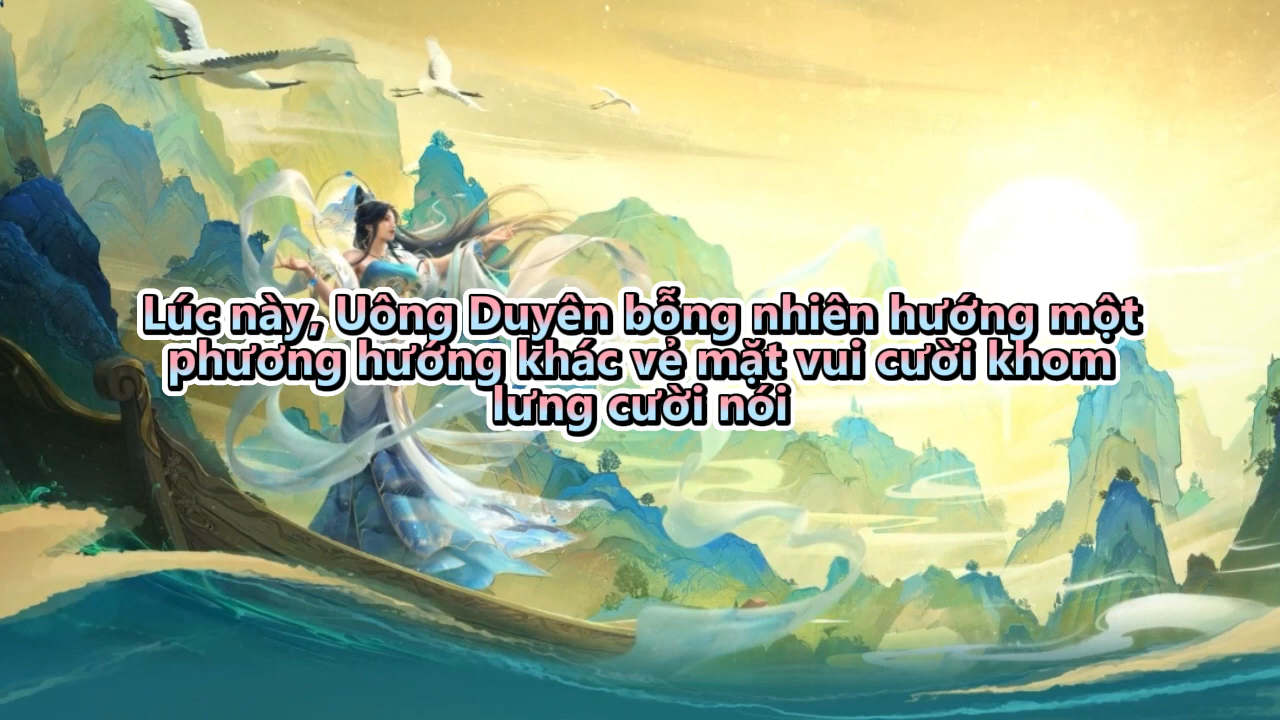 Lúc này, Uông Duyên bỗng nhiên hướng một
phương hướng khác vẻ mặt vui cười khom
lưng cười nói